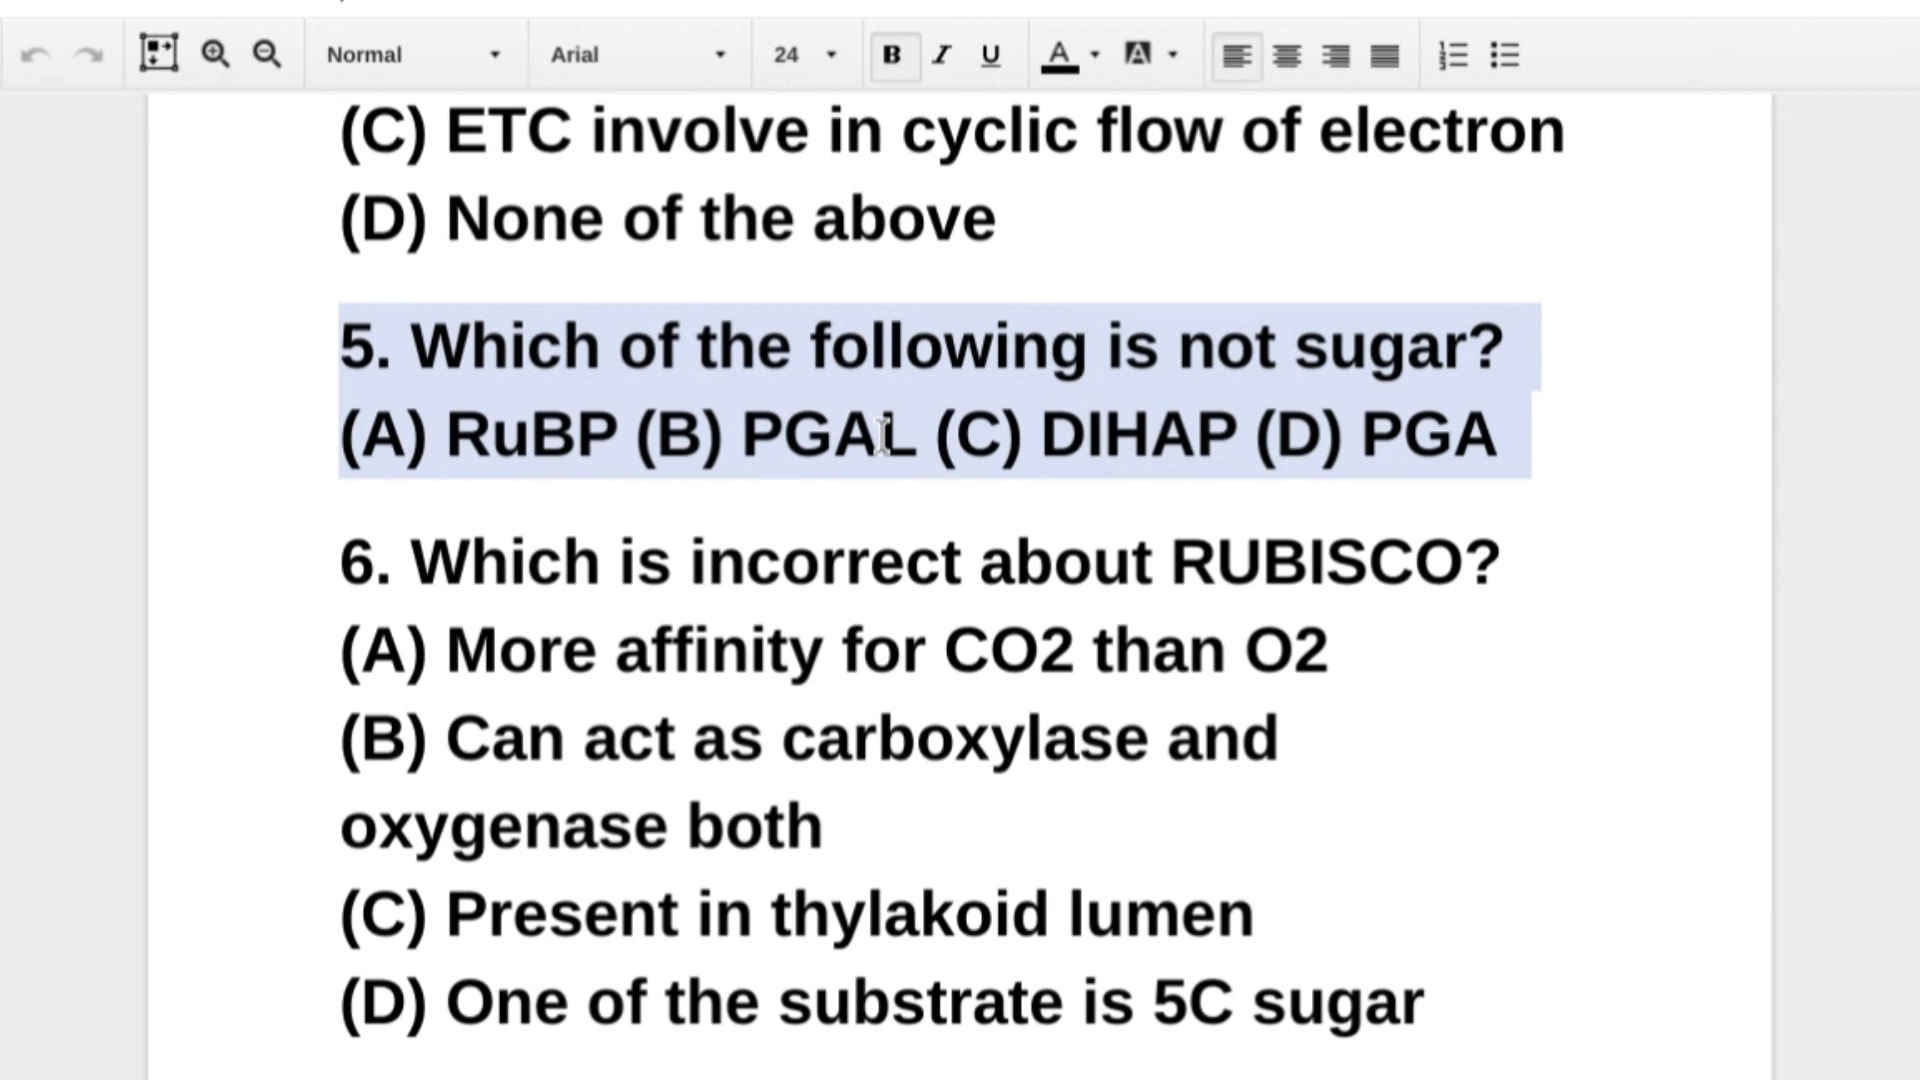 Normal Arial 24 B I U A A
(C) ETC involve in cyclic flow of electron
(D) None of the above
5. Which of the following is not sugar?
(A) RuBP (B) PGAL (C) DIHAP (D) PGA
6. Which is incorrect about RUBISCO?
(A) More affinity for CO2 than O2
(B) Can act as carboxylase and
oxygenase both
(C) Present in thylakoid lumen
(D) One of the substrate is 5C sugar